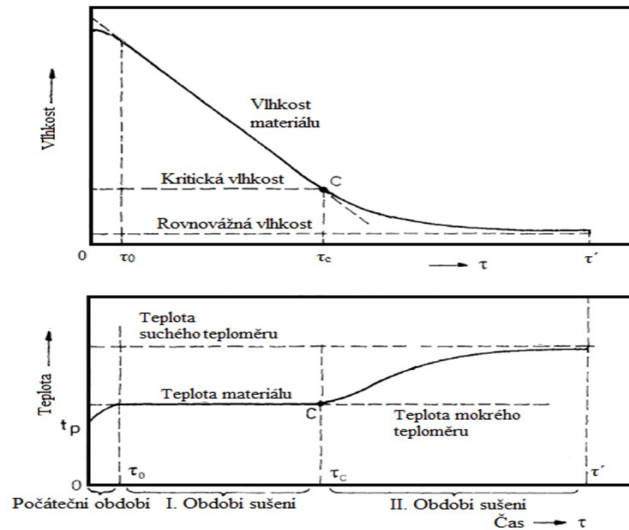 Vlhkost
Vlhkost
materiálu
Kritická vlhkost
C
Rovnovážná vlhkost
0
τ₀
τc
τ
τ´
Teplota
Teplota
suchého teploměru
Teplota materiálu
C
Teplota mokrého
teploměru
tp
0
τ₀
τc
τ´
Počáteční období
I. Období sušení
II. Období sušení
Čas
τ